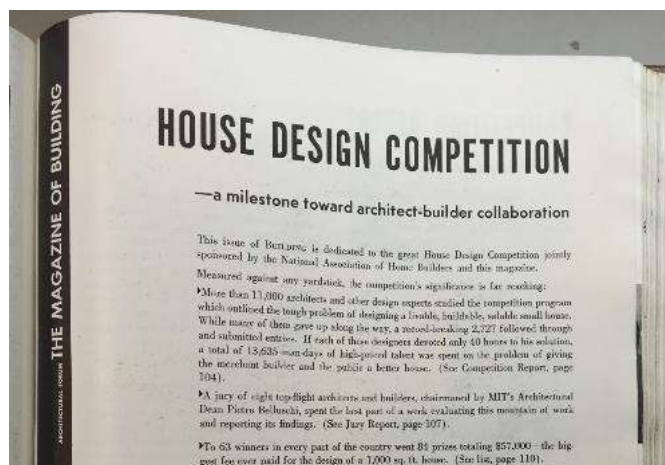 ARCHITECTURAL FORUM THE MAGAZINE OF BUILDING
HOUSE DESIGN COMPETITION
—a milestone toward architect-builder collaboration
This issue of BUILDING is dedicated to the great House Design Competition jointly
sponsored by the National Association of Home Builders and this magazine.
Measured against any yardstick, the competition's significance is far reaching:
▸More than 11,000 architects and other design experts studied the competition program
which outlined the tough problem of designing a livable, buildable, salable small house.
While many of them gave up along the way, a record-breaking 2,727 followed through
and submitted entries. If each of these designers devoted only 40 hours to his solution,
a total of 13,635 man-days of high-priced talent was spent on the problem of giving
the merchant builder and the public a better house. (See Competition Report, page
104).
▸A jury of eight top-flight architects and builders, chairmaned by MIT's Architectural
Dean Pietro Belluschi, spent the best part of a week evaluating this mountain of work
and reporting its findings. (See Jury Report, page 107).
▸To 63 winners in every part of the country went 84 prizes totaling $57,000—the big-
gest fee ever paid for the design of a 1,000 sq. ft. house. (See list, page 110).